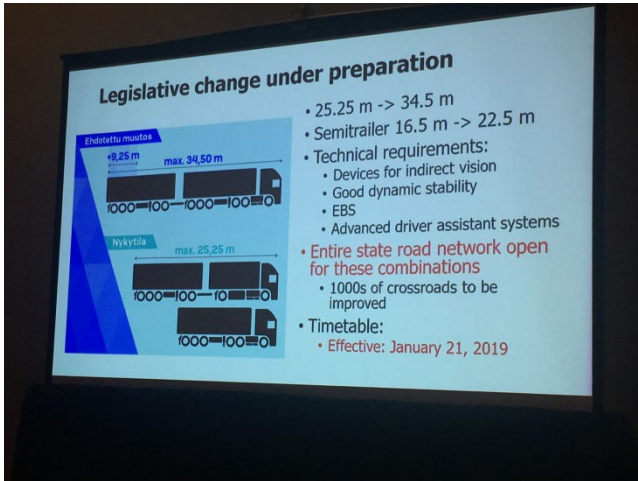 Legislative change under preparation
Ehdotettu muutos
+9,25 m
max. 34,50 m
Nykytila
max. 25,25 m
• 25.25 m -> 34.5 m
• Semitrailer 16.5 m -> 22.5 m
• Technical requirements:
• Devices for indirect vision
• Good dynamic stability
• EBS
• Advanced driver assistant systems
• Entire state road network open
for these combinations
• 1000s of crossroads to be
improved
• Timetable:
• Effective: January 21, 2019